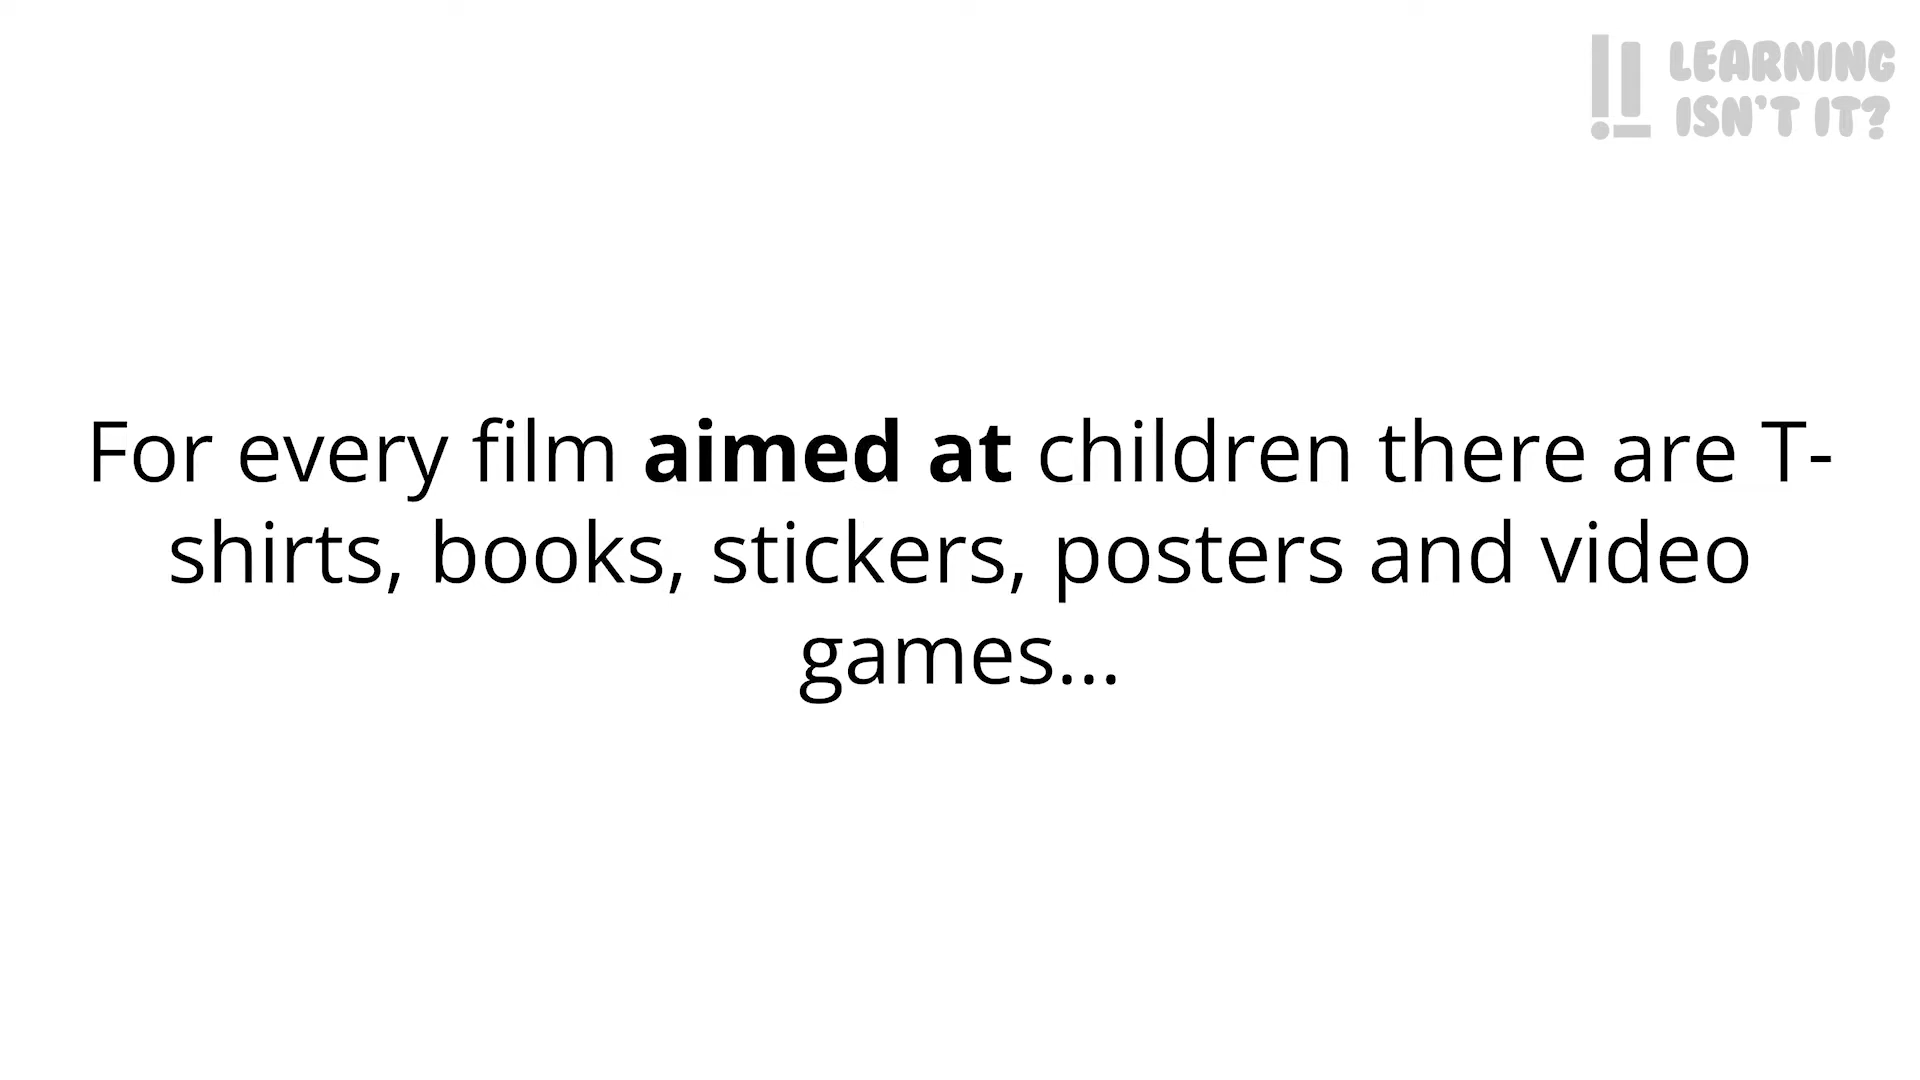 LEARNING
ISN'T IT?
For every film aimed at children there are T-
shirts, books, stickers, posters and video
games...